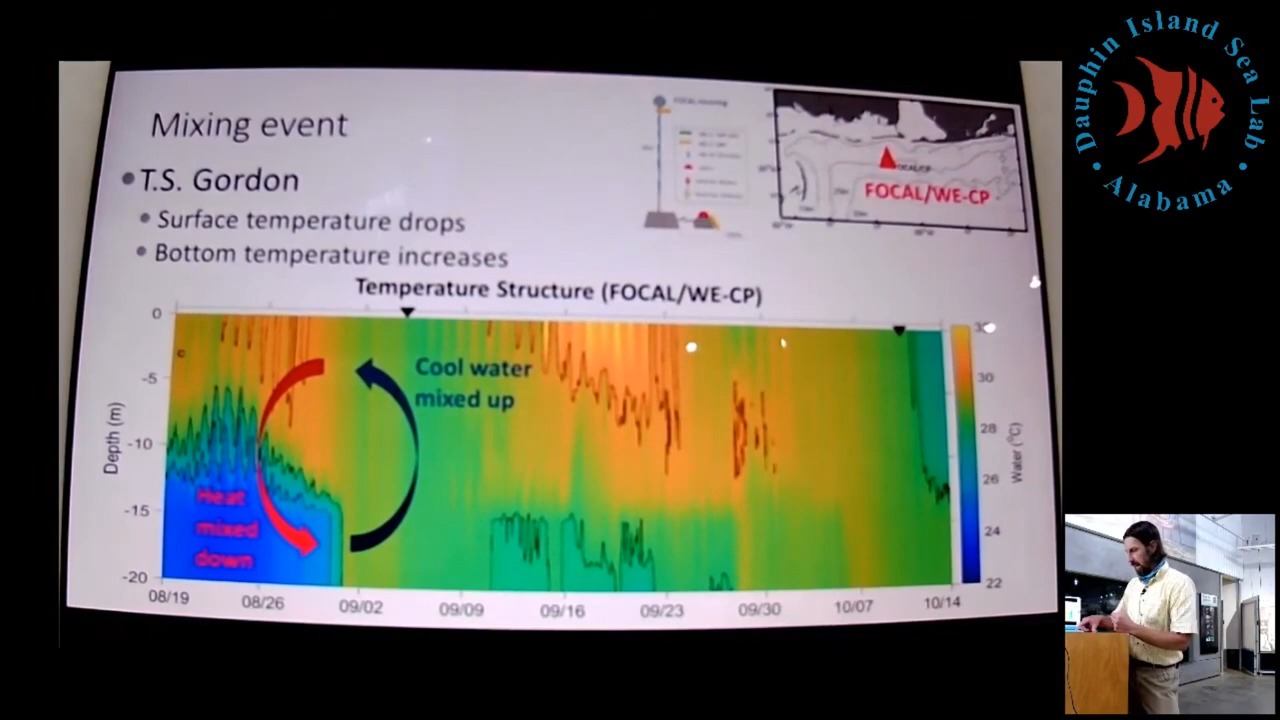 Mixing event
T.S. Gordon
Surface temperature drops
Bottom temperature increases
FOCAL/WE-CP
Temperature Structure (FOCAL/WE-CP)
Cool water
mixed up
Heat
mixed
down
Depth (m)
0
-5
-10
-15
-20
c
08/19
08/26
09/02
09/09
09/16
09/23
09/30
10/07
10/14
30
28
26
24
22
Water (°C)
Dauphin Island Sea Lab
Alabama